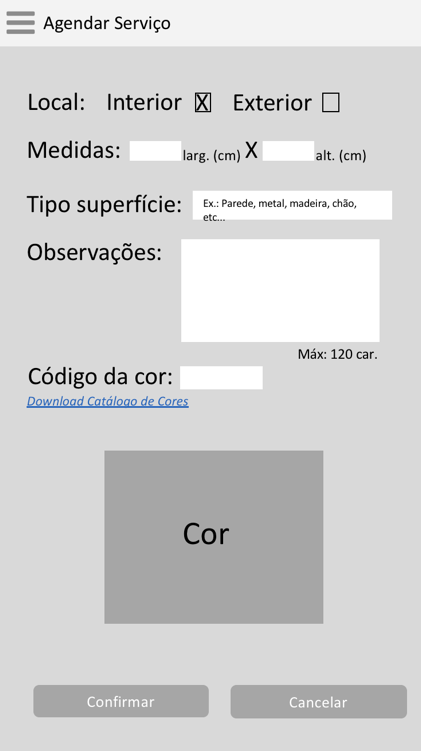 Agendar Serviço
Local: Interior X Exterior
Medidas: larg. (cm) X alt. (cm)
Tipo superfície: Ex.: Parede, metal, madeira, chão,
etc...
Observações:
Máx: 120 car.
Código da cor:
Download Catálogo de Cores
Cor
Confirmar Cancelar